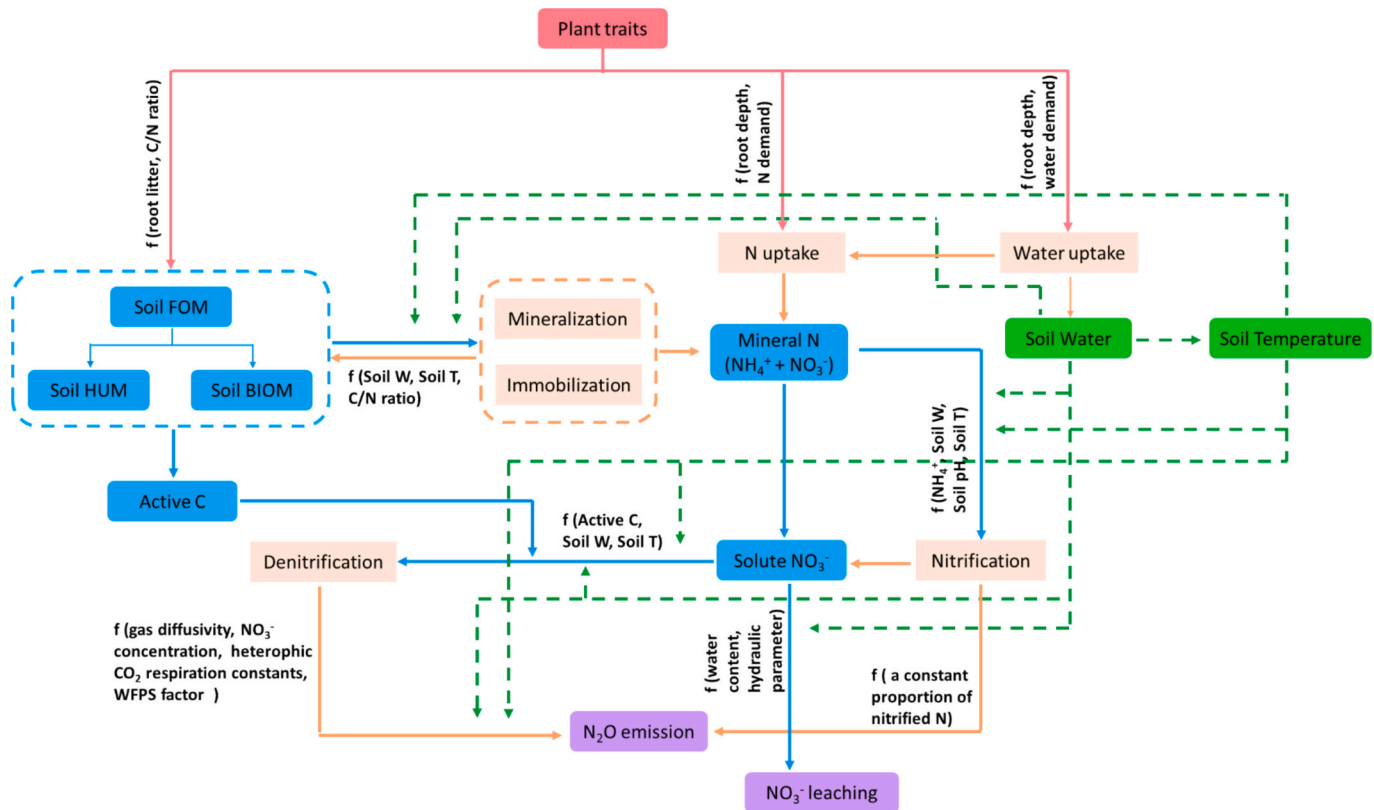 Plant traits
f (root litter, C/N ratio)
f (root depth,
N demand)
f (root depth,
water demand)
N uptake
Water uptake
Soil FOM
Soil HUM
Soil BIOM
Mineralization
Immobilization
f (Soil W, Soil T,
C/N ratio)
Mineral N
(NH₄⁺ + NO₃⁻)
Soil Water
Soil Temperature
f (NH₄⁺, Soil W,
Soil pH, Soil T)
Active C
f (Active C,
Soil W, Soil T)
Denitrification
Solute NO₃⁻
Nitrification
f (gas diffusivity, NO₃⁻
concentration, heterophic
CO₂ respiration constants,
WFPS factor )
f (water
content,
hydraulic
parameter)
f ( a constant
proportion of
nitrified N)
N₂O emission
NO₃⁻ leaching